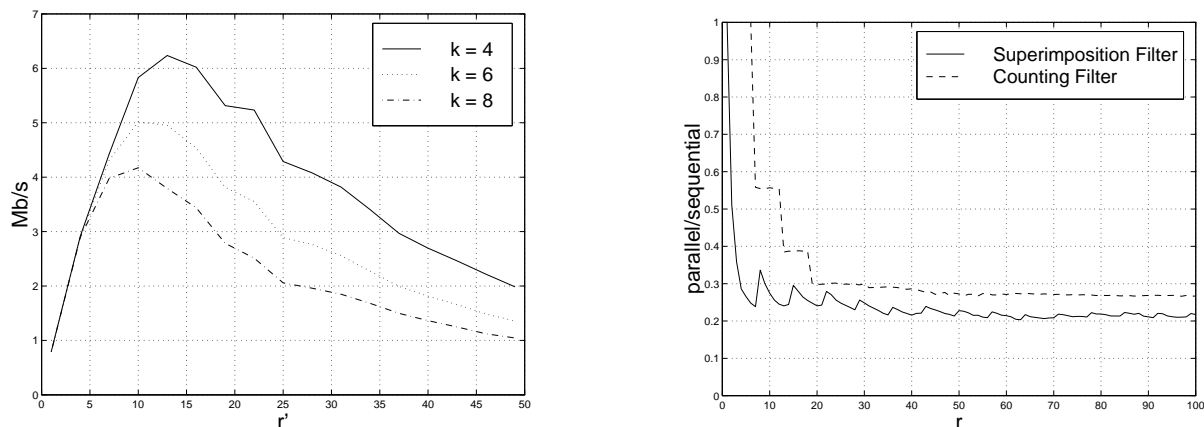 7
6
5
4
3
2
1
0
Mb/s
0 5 10 15 20 25 30 35 40 45 50
r'
k = 4
k = 6
k = 8
1
0.9
0.8
0.7
0.6
0.5
0.4
0.3
0.2
0.1
0
parallel/sequential
0 10 20 30 40 50 60 70 80 90 100
r
Superimposition Filter
Counting Filter